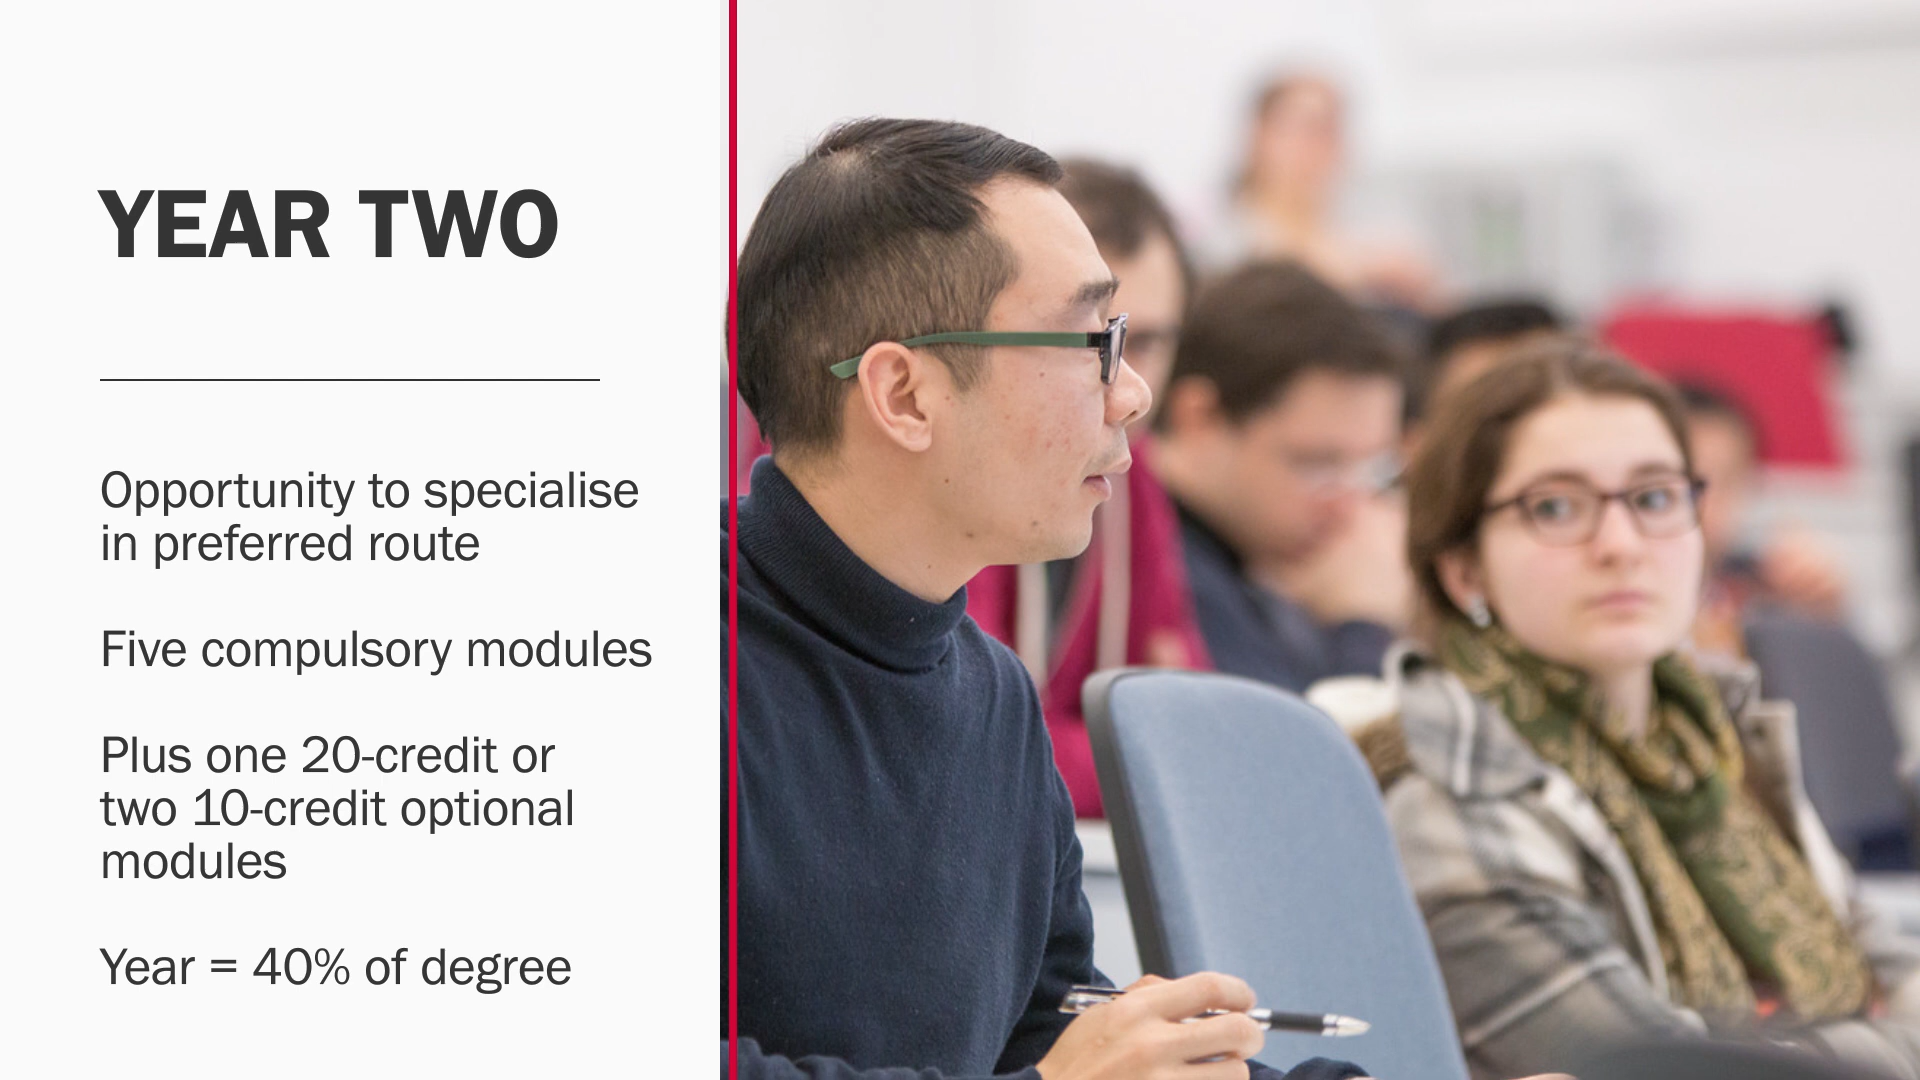 YEAR TWO
Opportunity to specialise
in preferred route
Five compulsory modules
Plus one 20-credit or
two 10-credit optional
modules
Year = 40% of degree